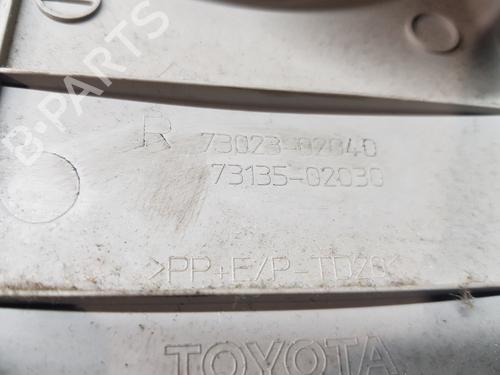 R 73023-02040
73135-02030
>PP+E/P-TD20<
TOYOTA
B-PARTS